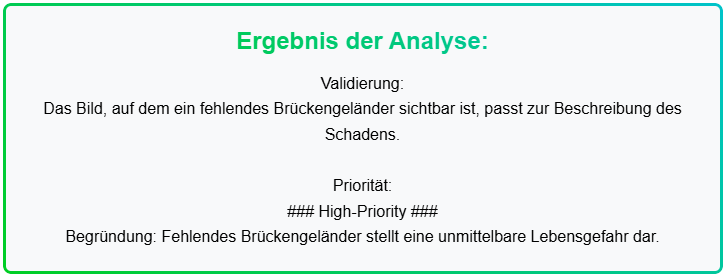 Ergebnis der Analyse:
Validierung:
Das Bild, auf dem ein fehlendes Brückengeländer sichtbar ist, passt zur Beschreibung des
Schadens.
Priorität:
### High-Priority ###
Begründung: Fehlendes Brückengeländer stellt eine unmittelbare Lebensgefahr dar.